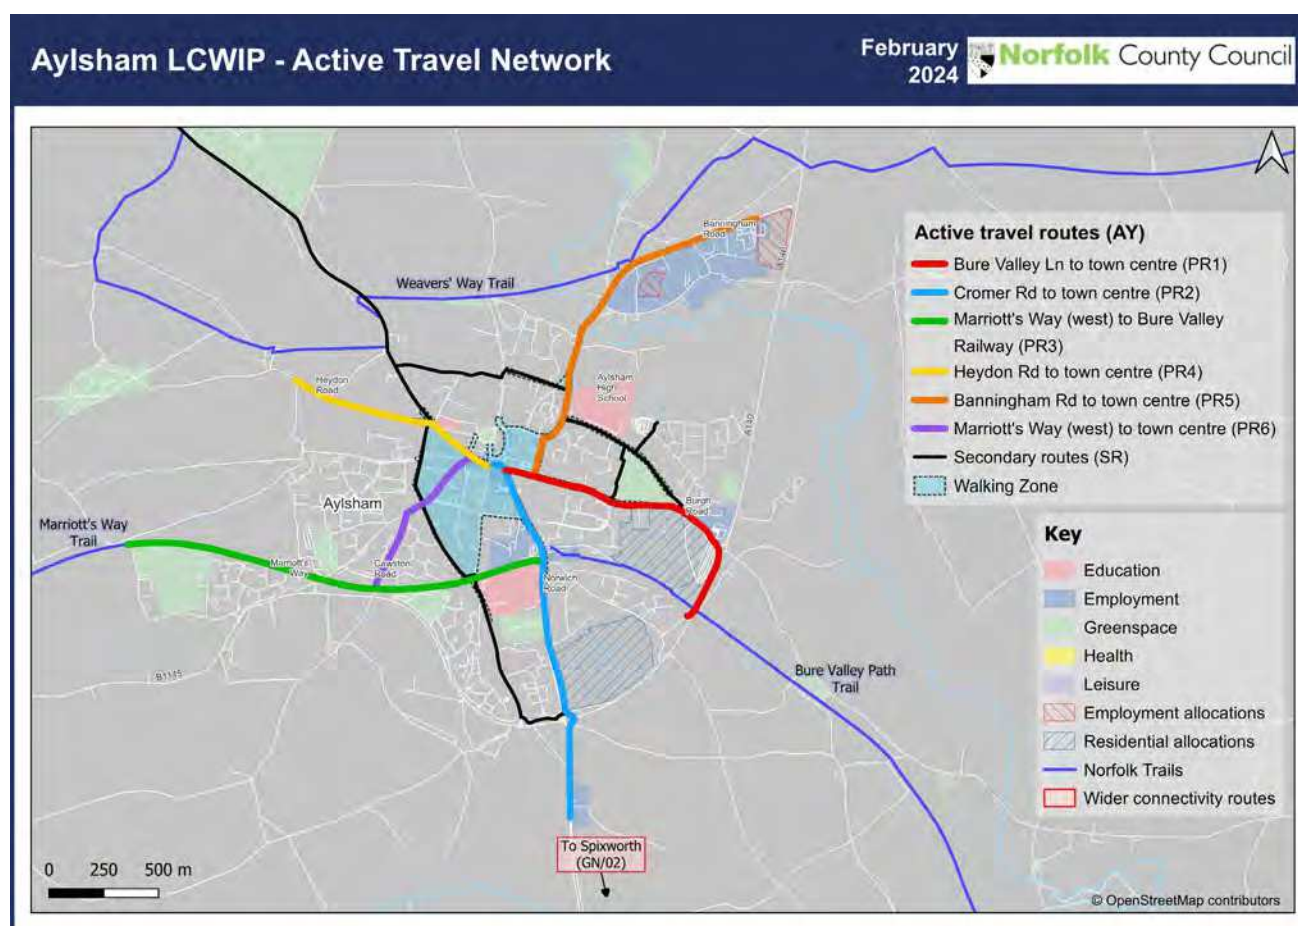 Aylsham LCWIP - Active Travel Network
February
2024
Norfolk County Council
Active travel routes (AY)
Bure Valley Ln to town centre (PR1)
Cromer Rd to town centre (PR2)
Marriott's Way (west) to Bure Valley
Railway (PR3)
Heydon Rd to town centre (PR4)
Banningham Rd to town centre (PR5)
Marriott's Way (west) to town centre (PR6)
Secondary routes (SR)
Walking Zone
Key
Education
Employment
Greenspace
Health
Leisure
Employment allocations
Residential allocations
Norfolk Trails
Wider connectivity routes
Banningham
Road
A140
Weavers' Way Trail
Heydon
Road
Aylsham
High
School
A140
Aylsham
Burgh
Road
Marriott's Way
Trail
Marriott's
Way
Cawston
Road
Norwich
Road
B1145
Bure Valley Path
Trail
To Spixworth
(GN/02)
0 250 500 m
© OpenStreetMap contributors